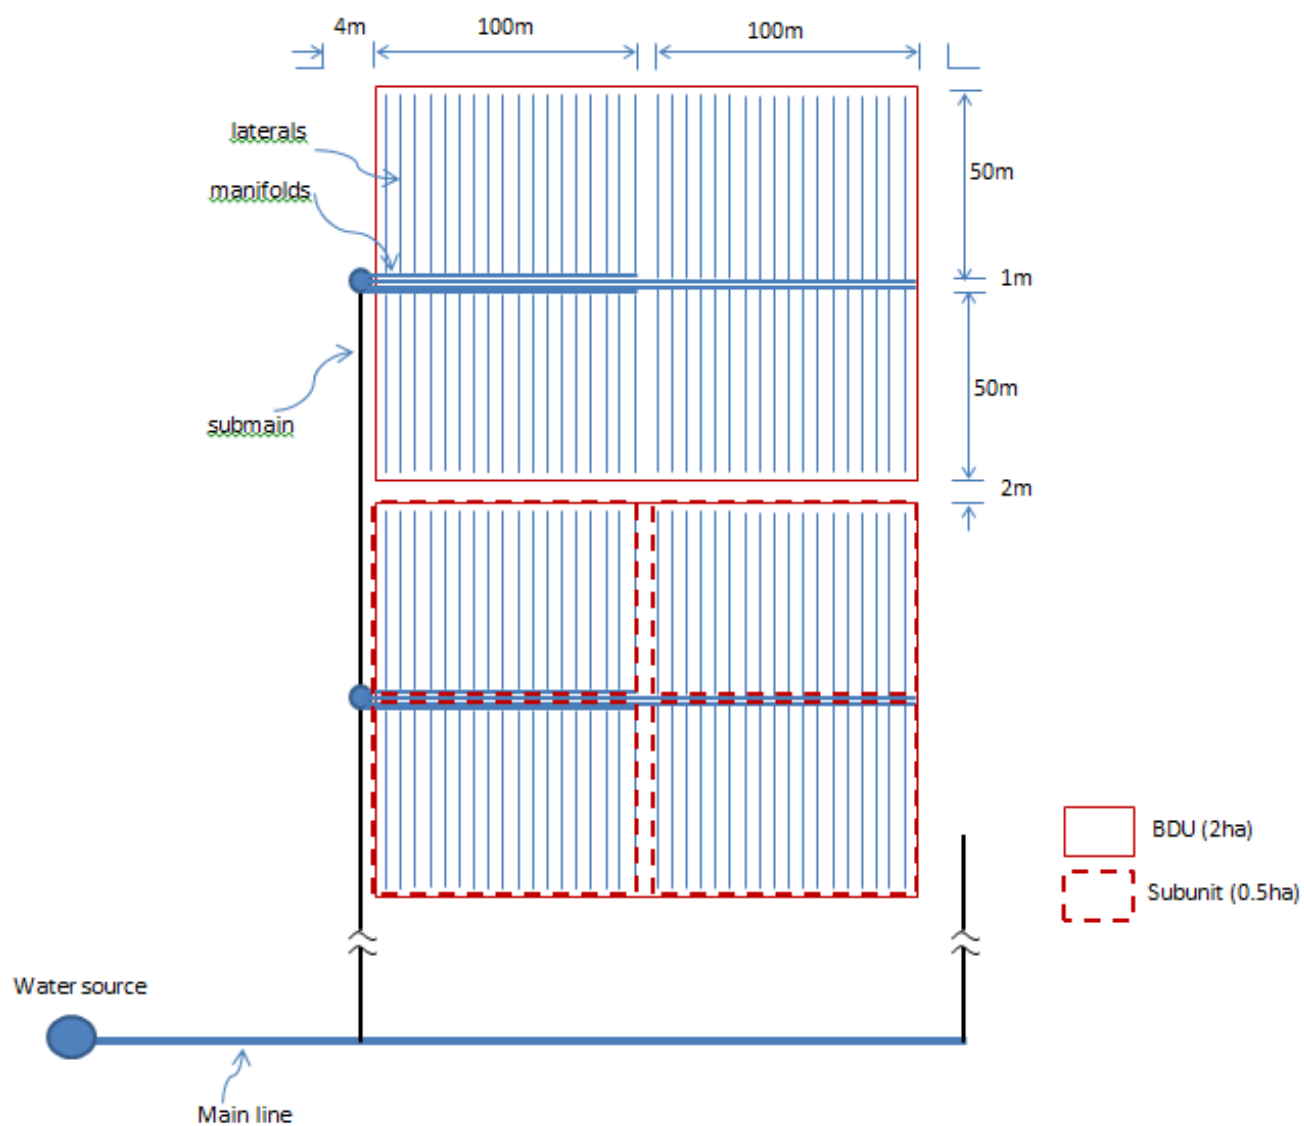 4m
100m
100m
laterals
manifolds
50m
1m
50m
submain
2m
BDU (2ha)
Subunit (0.5ha)
Water source
Main line